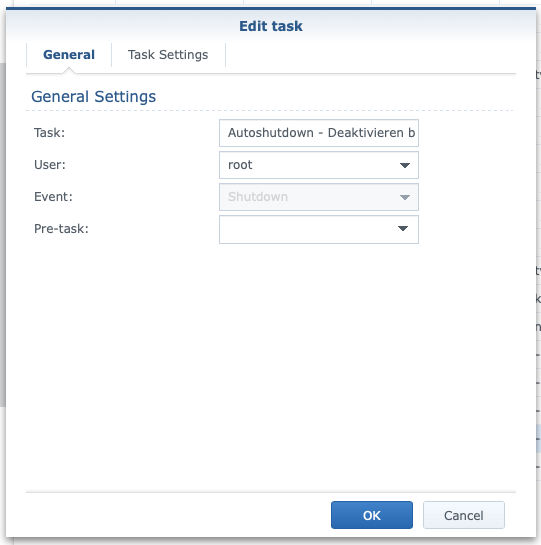 Edit task
General
Task Settings
General Settings
Task: Autoshutdown - Deaktivieren b
User: root
Event: Shutdown
Pre-task:
OK
Cancel